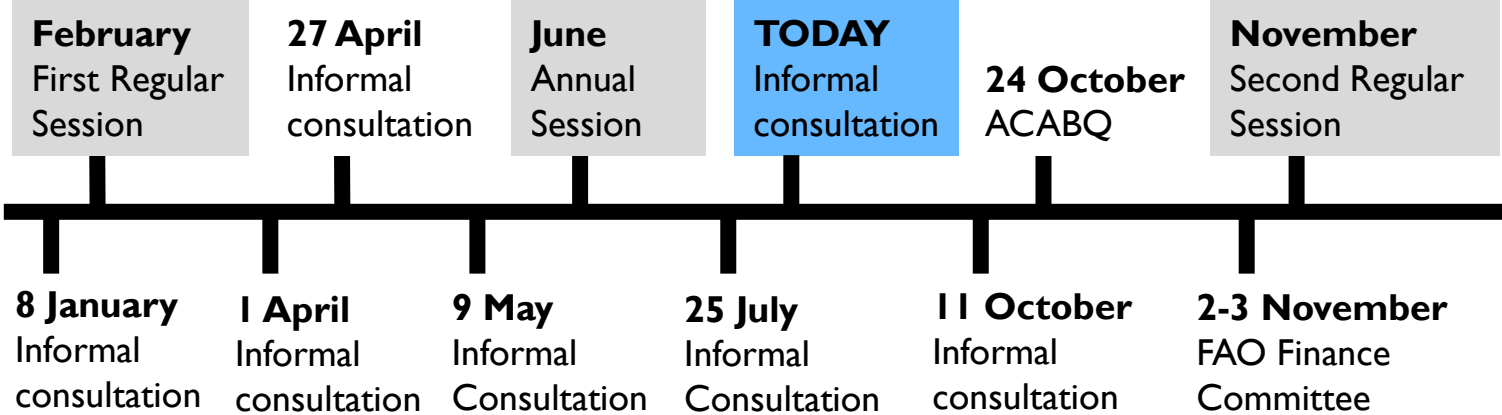 February
First Regular
Session
27 April
Informal
consultation
June
Annual
Session
TODAY
Informal
consultation
24 October
ACABQ
November
Second Regular
Session
8 January
Informal
consultation
1 April
Informal
consultation
9 May
Informal
Consultation
25 July
Informal
Consultation
11 October
Informal
consultation
2-3 November
FAO Finance
Committee